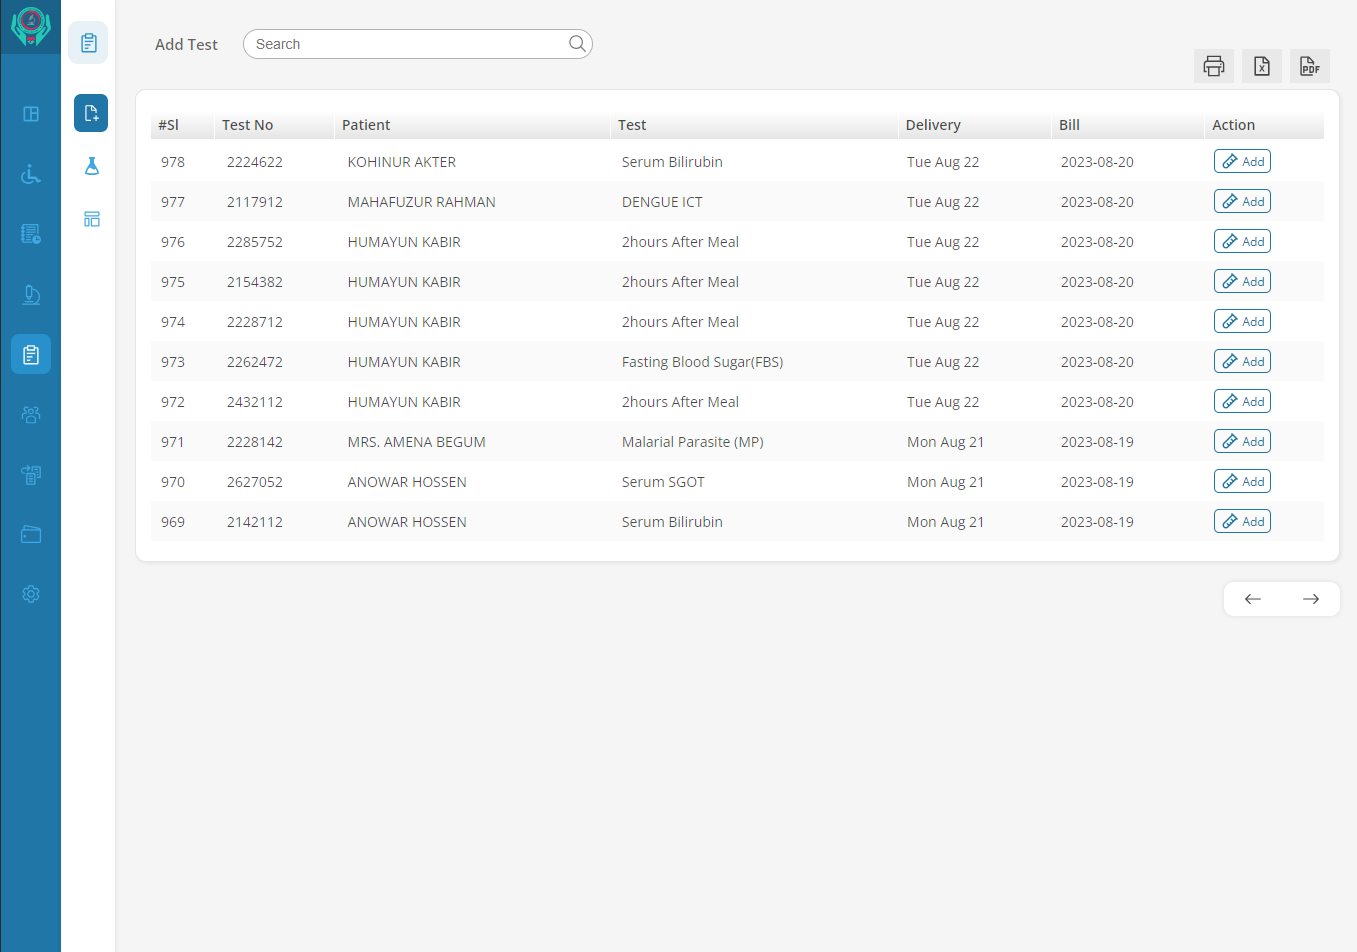 Add Test
Search
PDF
#Sl Test No Patient Test Delivery Bill Action
978 2224622 KOHINUR AKTER Serum Bilirubin Tue Aug 22 2023-08-20 Add
977 2117912 MAHAFUZUR RAHMAN DENGUE ICT Tue Aug 22 2023-08-20 Add
976 2285752 HUMAYUN KABIR 2hours After Meal Tue Aug 22 2023-08-20 Add
975 2154382 HUMAYUN KABIR 2hours After Meal Tue Aug 22 2023-08-20 Add
974 2228712 HUMAYUN KABIR 2hours After Meal Tue Aug 22 2023-08-20 Add
973 2262472 HUMAYUN KABIR Fasting Blood Sugar(FBS) Tue Aug 22 2023-08-20 Add
972 2432112 HUMAYUN KABIR 2hours After Meal Tue Aug 22 2023-08-20 Add
971 2228142 MRS. AMENA BEGUM Malarial Parasite (MP) Mon Aug 21 2023-08-19 Add
970 2627052 ANOWAR HOSSEN Serum SGOT Mon Aug 21 2023-08-19 Add
969 2142112 ANOWAR HOSSEN Serum Bilirubin Mon Aug 21 2023-08-19 Add